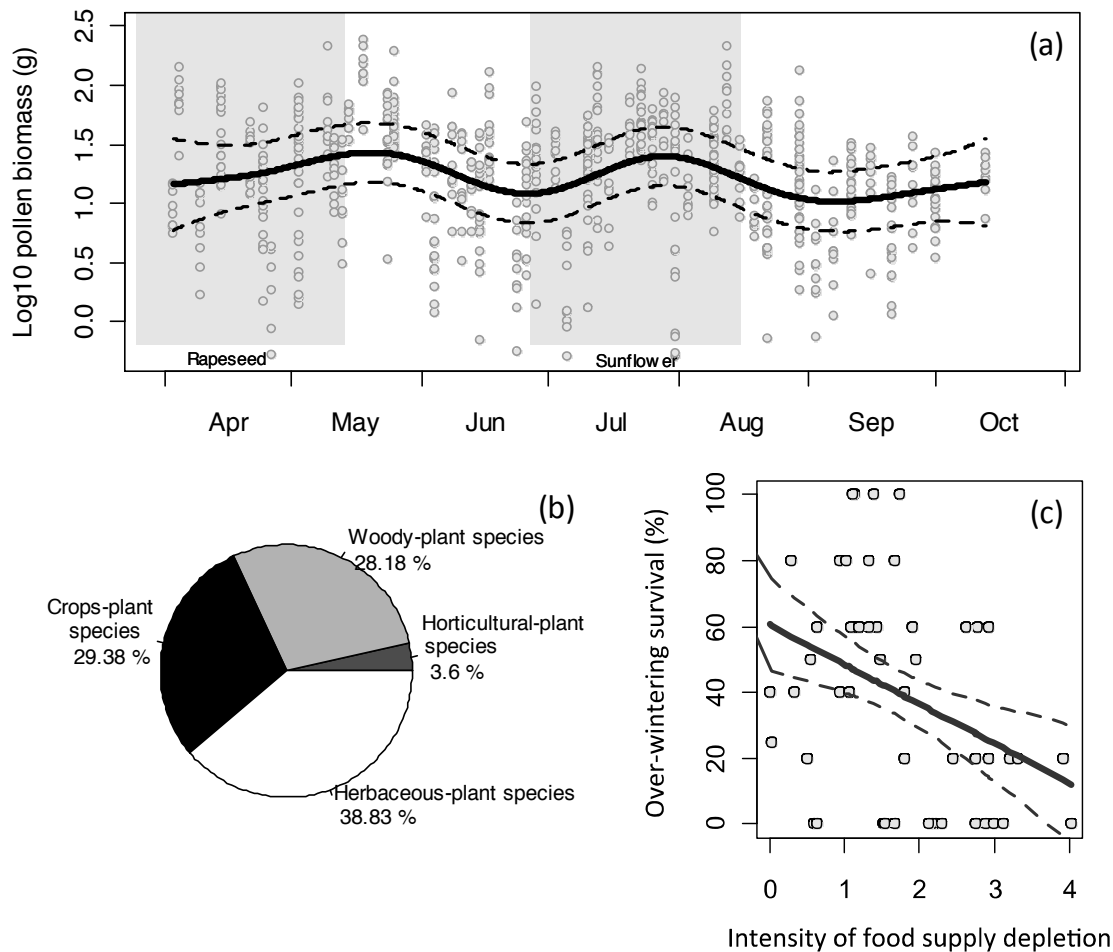 (a)
Log10 pollen biomass (g)
2.5
2.0
1.5
1.0
0.5
0.0
Rapeseed
Sunflower
Apr May Jun Jul Aug Sep Oct
(b)
Woody-plant species
28.18 %
Crops-plant
species
29.38 %
Horticultural-plant
species
3.6 %
Herbaceous-plant species
38.83 %
(c)
Over-wintering survival (%)
100
80
60
40
20
0
0 1 2 3 4
Intensity of food supply depletion